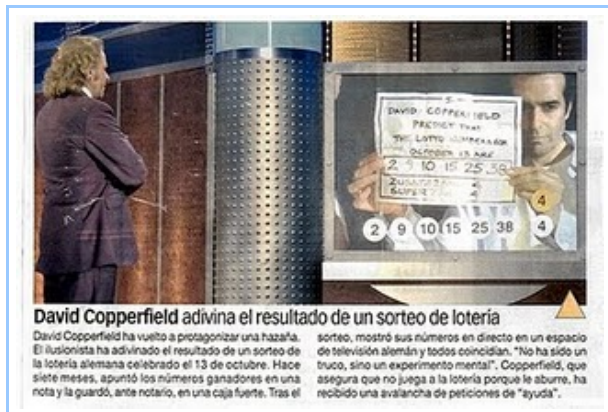 DAVID COPPERFIELD
PREDICT THAT
THE LOTTO NUMBERS FOR
OCTOBER 13 ARE
2 9 10 15 25 38
4
4
4
2 9 10 15 25 38 4
David Copperfield adivina el resultado de un sorteo de lotería
David Copperfield ha vuelto a protagonizar una hazaña.
El ilusionista ha adivinado el resultado de un sorteo de
la lotería alemana celebrado el 13 de octubre. Hace
siete meses, apuntó los números ganadores en una
nota y la guardó, ante notario, en una caja fuerte. Tras el
sorteo, mostró sus números en directo en un espacio
de televisión alemán y todos coincidían. "No ha sido un
truco, sino un experimento mental". Copperfield, que
asegura que no juega a la lotería porque le aburre, ha
recibido una avalancha de peticiones de "ayuda".